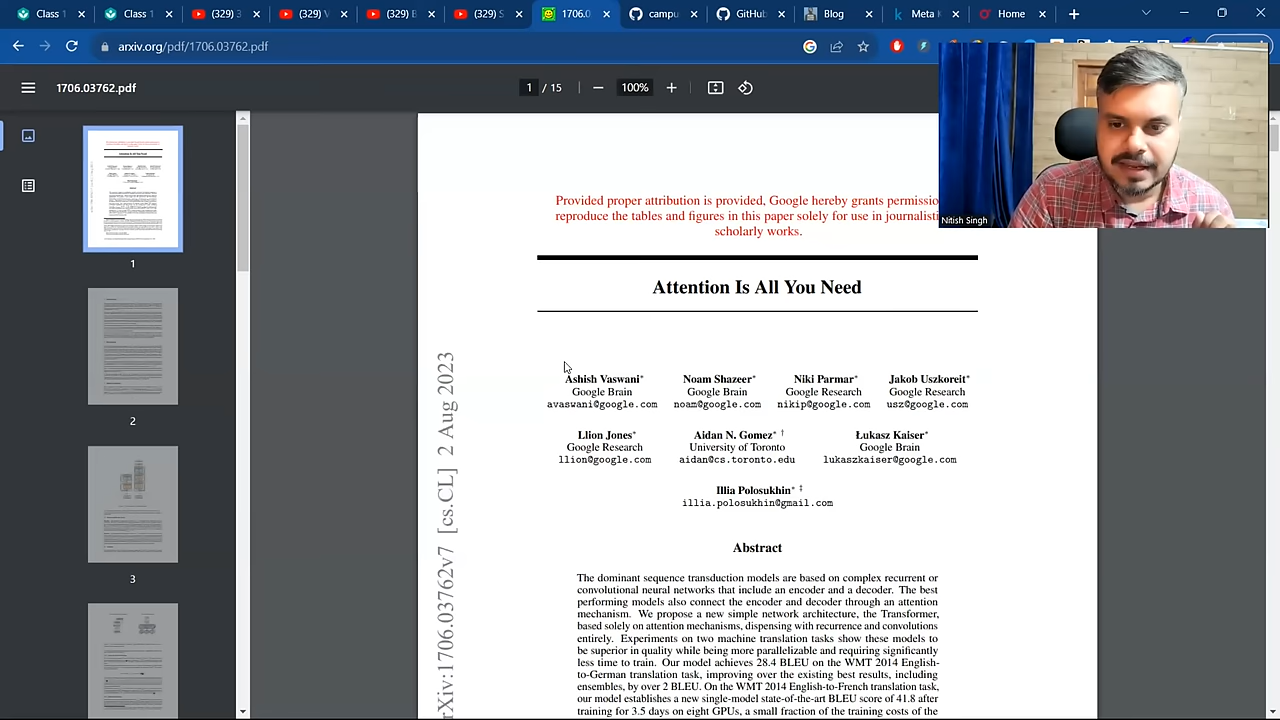 Class
Class
(329) 3
(329) V
(329) B
(329) S
1706.0
campu
GitHub
Blog
Meta
Home
arxiv.org/pdf/1706.03762.pdf
1706.03762.pdf
1 / 15
100%
Provided proper attribution is provided, Google hereby grants permissio
reproduce the tables and figures in this paper solely for use in journalisti
scholarly works.
Nitish Singh
Attention Is All You Need
Ashish Vaswani* Noam Shazeer* Niki Parmar* Jakob Uszkoreit*
Google Brain Google Brain Google Research Google Research
avaswani@google.com noam@google.com nikip@google.com usz@google.com
Llion Jones* Aidan N. Gomez* † Łukasz Kaiser*
Google Research University of Toronto Google Brain
llion@google.com aidan@cs.toronto.edu lukaszkaiser@google.com
Illia Polosukhin* ‡
illia.polosukhin@gmail.com
Abstract
The dominant sequence transduction models are based on complex recurrent or
convolutional neural networks that include an encoder and a decoder. The best
performing models also connect the encoder and decoder through an attention
mechanism. We propose a new simple network architecture, the Transformer,
based solely on attention mechanisms, dispensing with recurrence and convolutions
entirely. Experiments on two machine translation tasks show these models to
be superior in quality while being more parallelizable and requiring significantly
less time to train. Our model achieves 28.4 BLEU on the WMT 2014 English-
to-German translation task, improving over the existing best results, including
ensembles, by over 2 BLEU. On the WMT 2014 English-to-French translation task,
our model establishes a new single-model state-of-the-art BLEU score of 41.8 after
training for 3.5 days on eight GPUs, a small fraction of the training costs of the
rXiv:1706.03762v7 [cs.CL] 2 Aug 2023
1
2
3